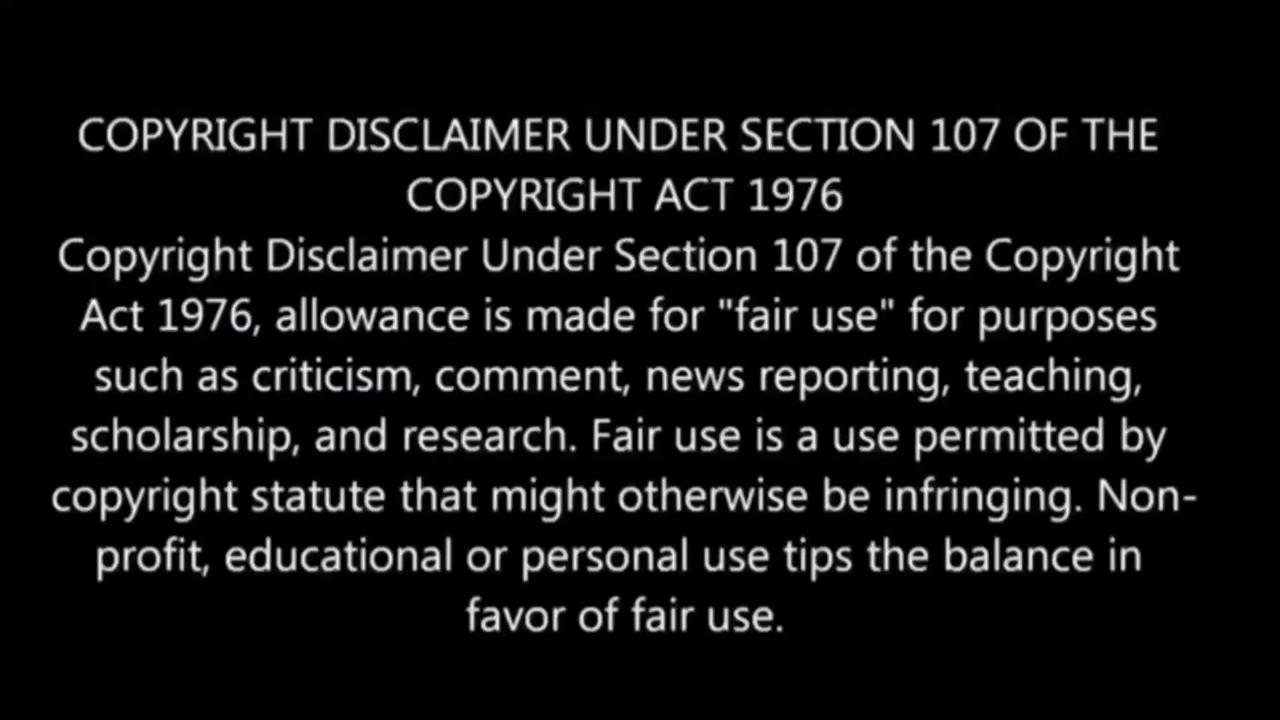 COPYRIGHT DISCLAIMER UNDER SECTION 107 OF THE
COPYRIGHT ACT 1976
Copyright Disclaimer Under Section 107 of the Copyright
Act 1976, allowance is made for "fair use" for purposes
such as criticism, comment, news reporting, teaching,
scholarship, and research. Fair use is a use permitted by
copyright statute that might otherwise be infringing. Non-
profit, educational or personal use tips the balance in
favor of fair use.